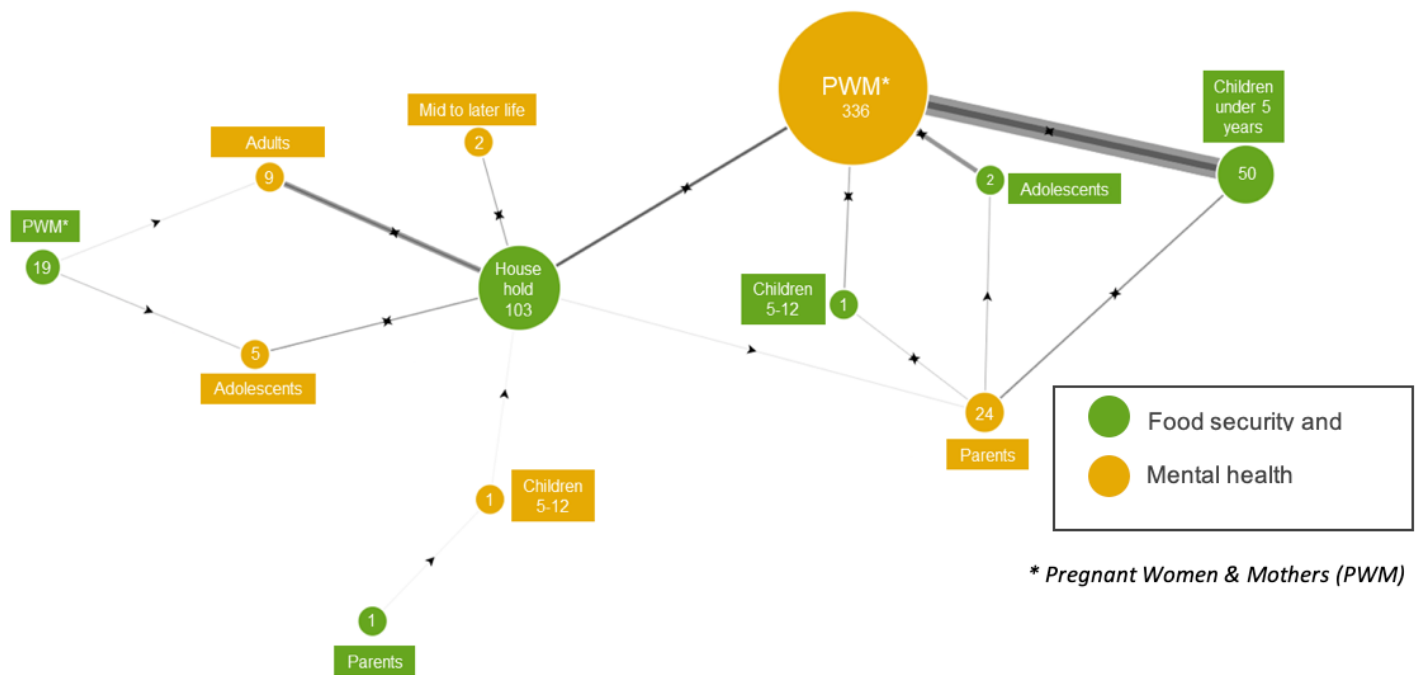 PWM*
336
Children
under 5
years
50
Mid to later life
2
Adults
9
2
Adolescents
PWM*
19
House
hold
103
Children
5-12
1
5
Adolescents
24
Parents
Food security and
Mental health
1
Children
5-12
* Pregnant Women & Mothers (PWM)
1
Parents